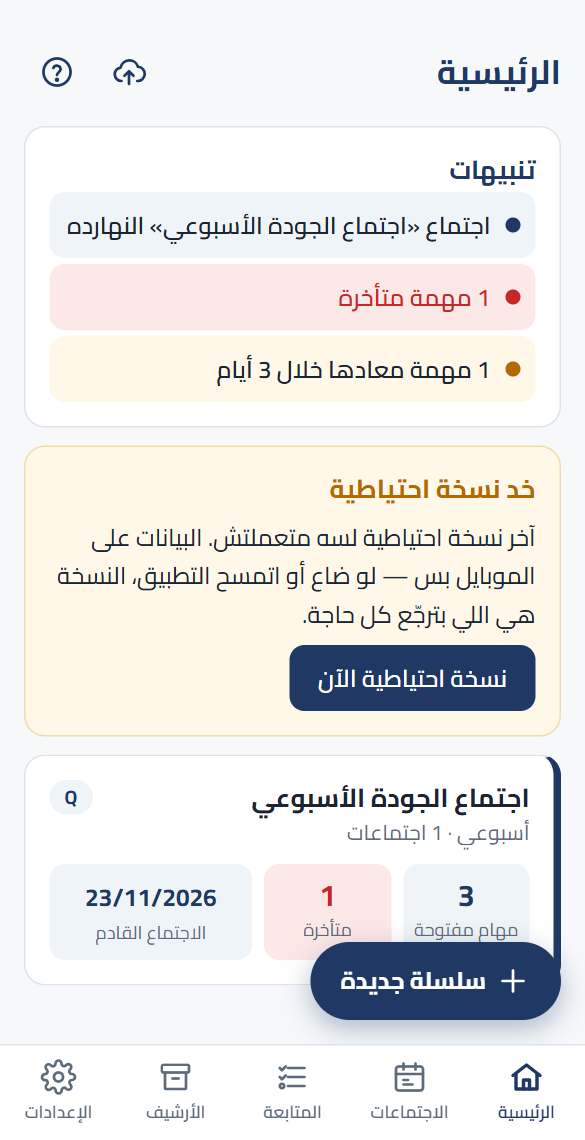 الرئيسية
تنبيهات
اجتماع «اجتماع الجودة الأسبوعي» النهارده
1 مهمة متأخرة
1 مهمة معادها خلال 3 أيام
خد نسخة احتياطية
آخر نسخة احتياطية لسه متعملتش. البيانات على
الموبايل بس — لو ضاع أو اتمسح التطبيق، النسخة
هي اللي بترجّع كل حاجة.
نسخة احتياطية الآن
اجتماع الجودة الأسبوعي
Q
أسبوعي · 1 اجتماعات
3
مهام مفتوحة
1
متأخرة
23/11/2026
الاجتماع القادم
سلسلة جديدة
الرئيسية
الاجتماعات
المتابعة
الأرشيف
الإعدادات